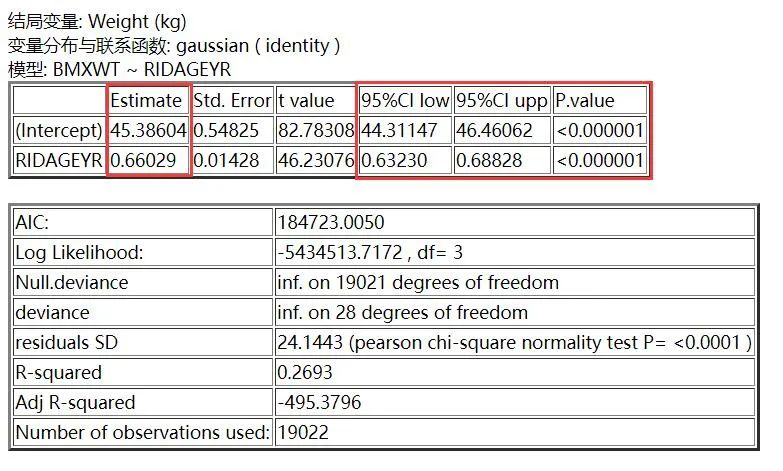 结局变量: Weight (kg)
变量分布与联系函数: gaussian ( identity )
模型: BMXWT ~ RIDAGEYR
Estimate Std. Error t value 95%CI low 95%CI upp P.value
(Intercept) 45.38604 0.54825 82.78308 44.31147 46.46062 <0.000001
RIDAGEYR 0.66029 0.01428 46.23076 0.63230 0.68828 <0.000001
AIC: 184723.0050
Log Likelihood: -5434513.7172 , df= 3
Null.deviance inf. on 19021 degrees of freedom
deviance inf. on 28 degrees of freedom
residuals SD 24.1443 (pearson chi-square normality test P= <0.0001 )
R-squared 0.2693
Adj R-squared -495.3796
Number of observations used: 19022